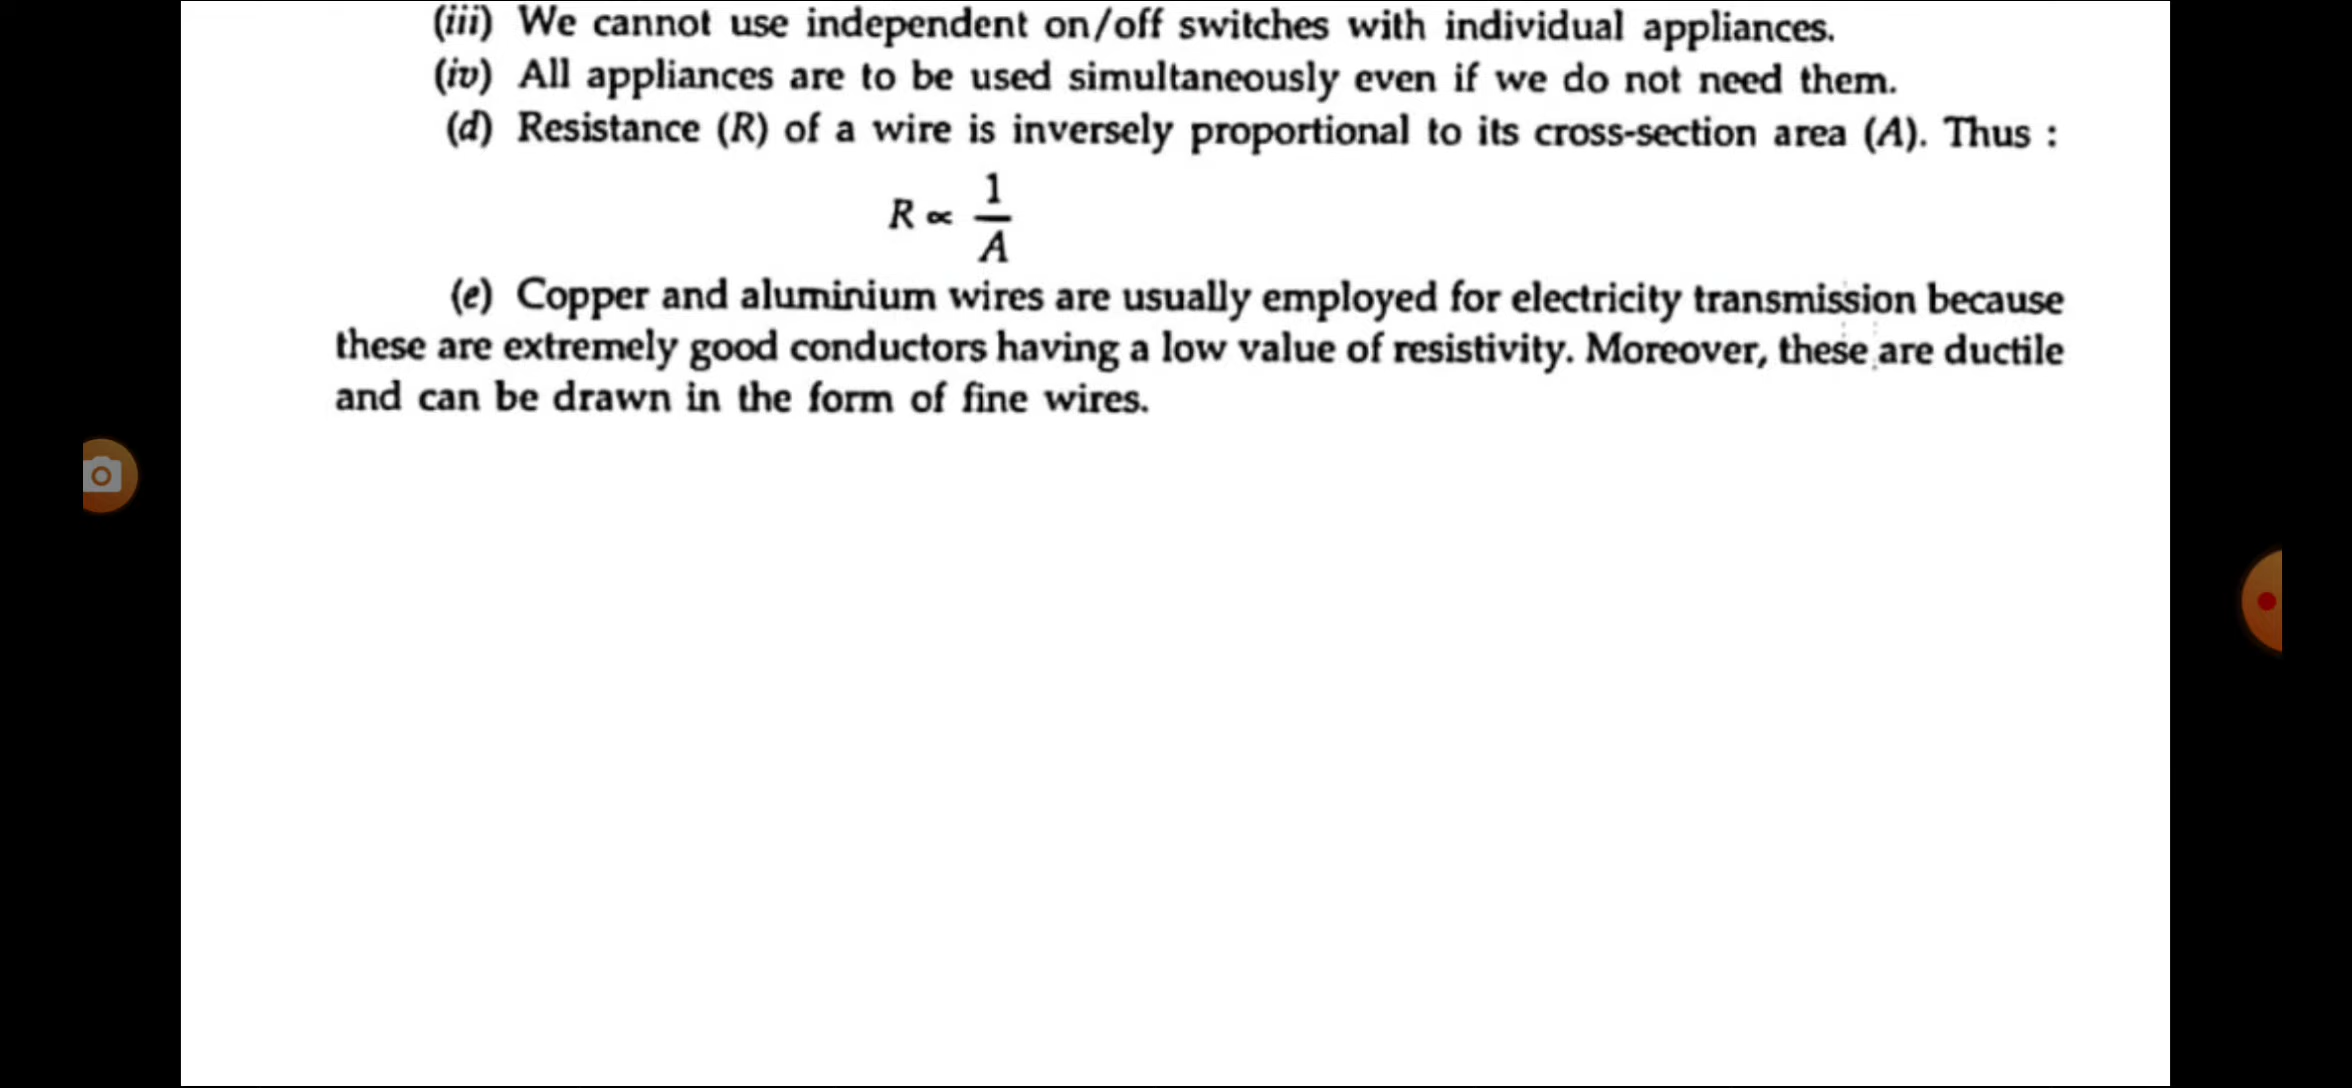 (iii) We cannot use independent on/off switches with individual appliances.
(iv) All appliances are to be used simultaneously even if we do not need them.
(d) Resistance (R) of a wire is inversely proportional to its cross-section area (A). Thus :
R ∝ 1/A
(e) Copper and aluminium wires are usually employed for electricity transmission because
these are extremely good conductors having a low value of resistivity. Moreover, these are ductile
and can be drawn in the form of fine wires.